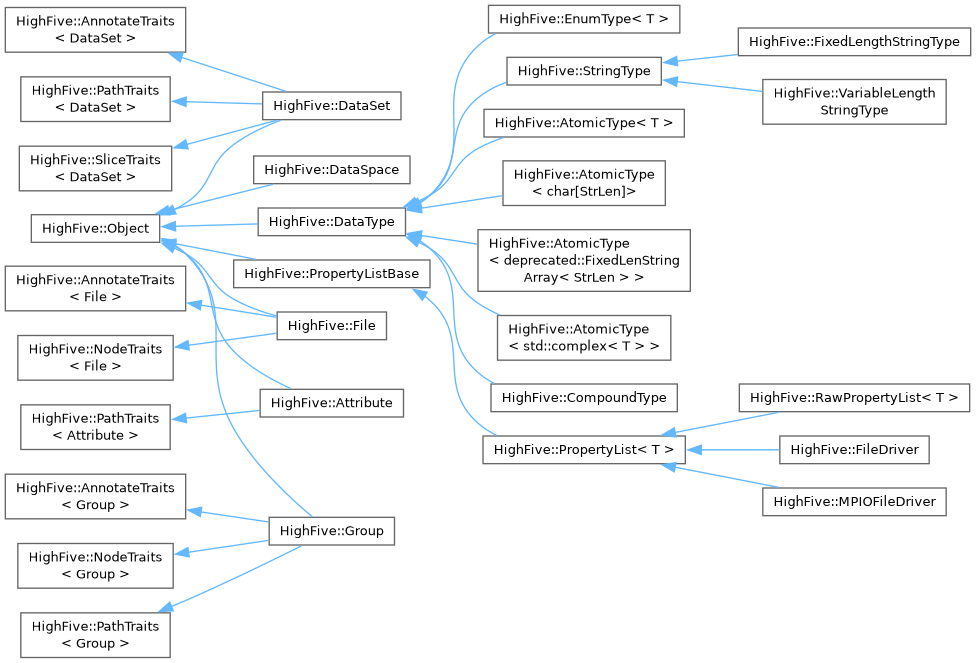 HighFive::AnnotateTraits
< DataSet >
HighFive::PathTraits
< DataSet >
HighFive::SliceTraits
< DataSet >
HighFive::Object
HighFive::AnnotateTraits
< File >
HighFive::NodeTraits
< File >
HighFive::PathTraits
< Attribute >
HighFive::AnnotateTraits
< Group >
HighFive::NodeTraits
< Group >
HighFive::PathTraits
< Group >
HighFive::DataSet
HighFive::DataSpace
HighFive::DataType
HighFive::PropertyListBase
HighFive::File
HighFive::Attribute
HighFive::Group
HighFive::EnumType< T >
HighFive::StringType
HighFive::AtomicType< T >
HighFive::AtomicType
< char[StrLen]>
HighFive::AtomicType
< deprecated::FixedLenString
Array< StrLen > >
HighFive::AtomicType
< std::complex< T > >
HighFive::CompoundType
HighFive::PropertyList< T >
HighFive::FixedLengthStringType
HighFive::VariableLength
StringType
HighFive::RawPropertyList< T >
HighFive::FileDriver
HighFive::MPIOFileDriver